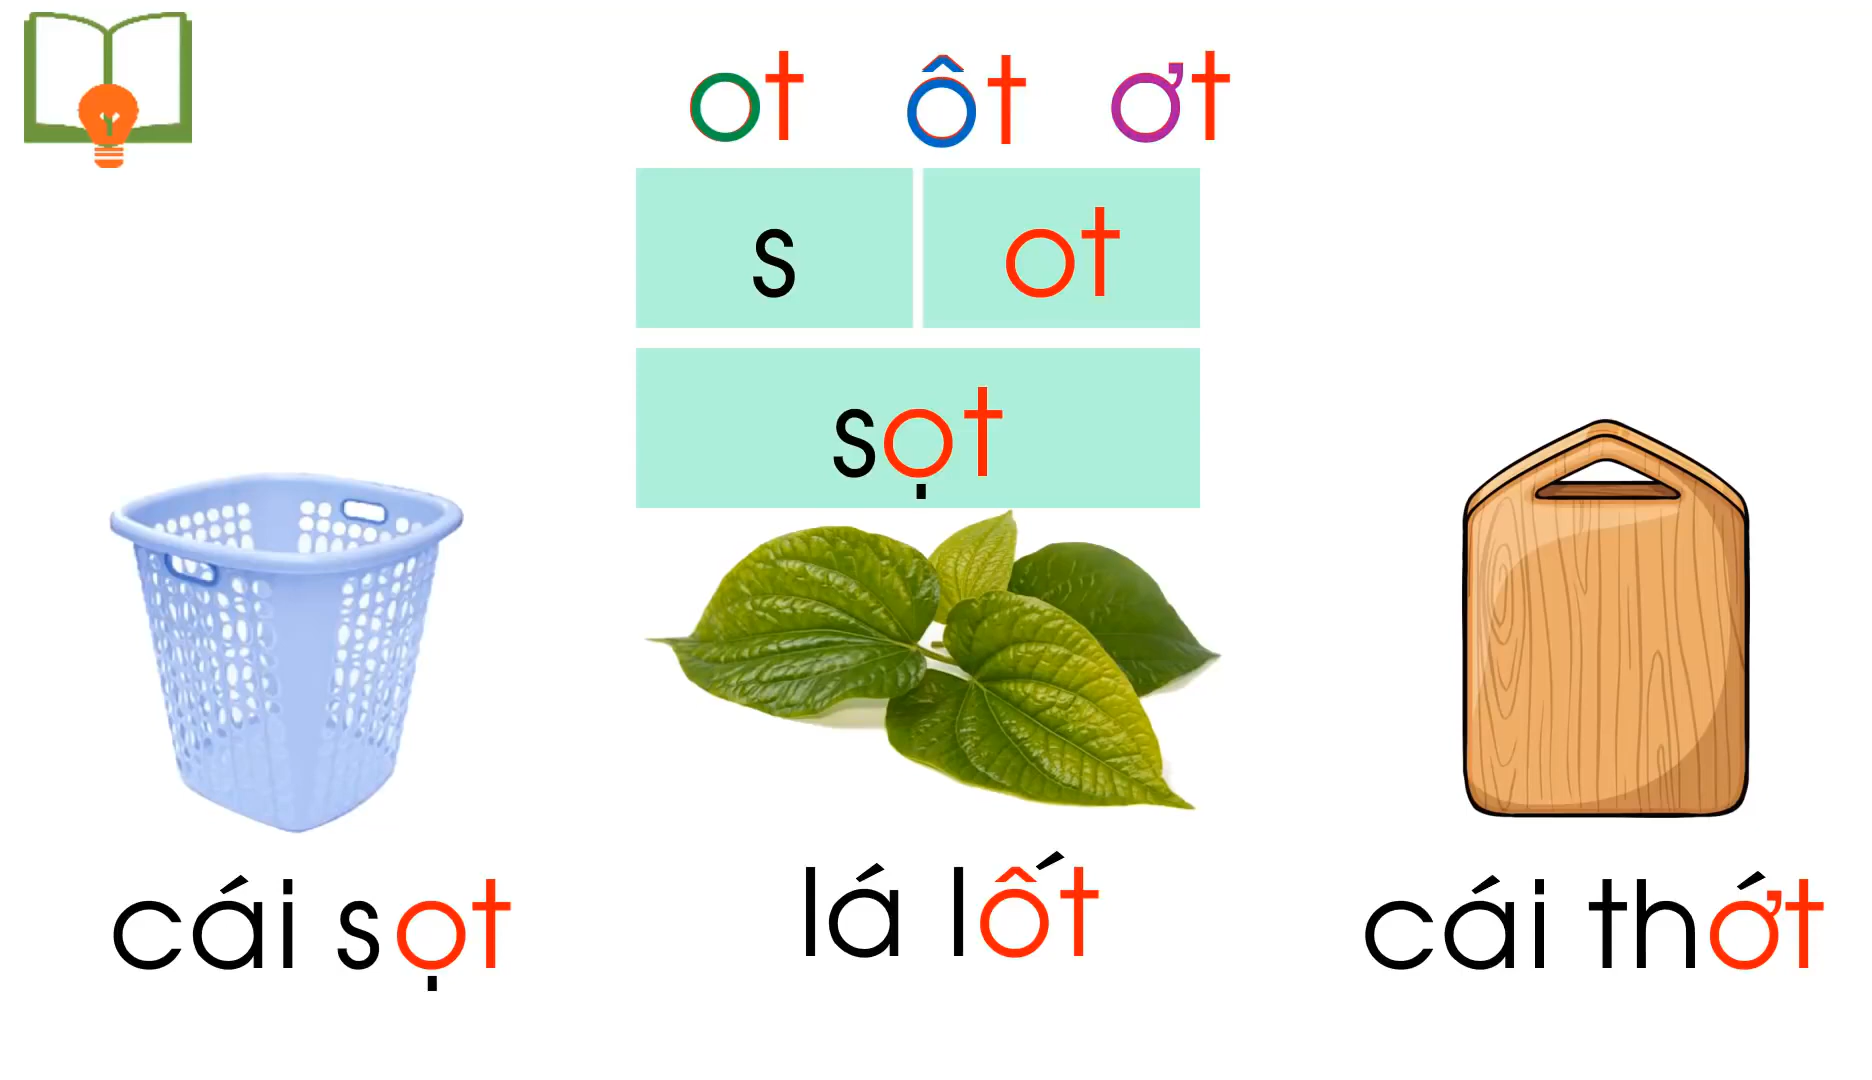 ot ôt ơt
s ot
sọt
cái sọt
lá lốt
cái thớt